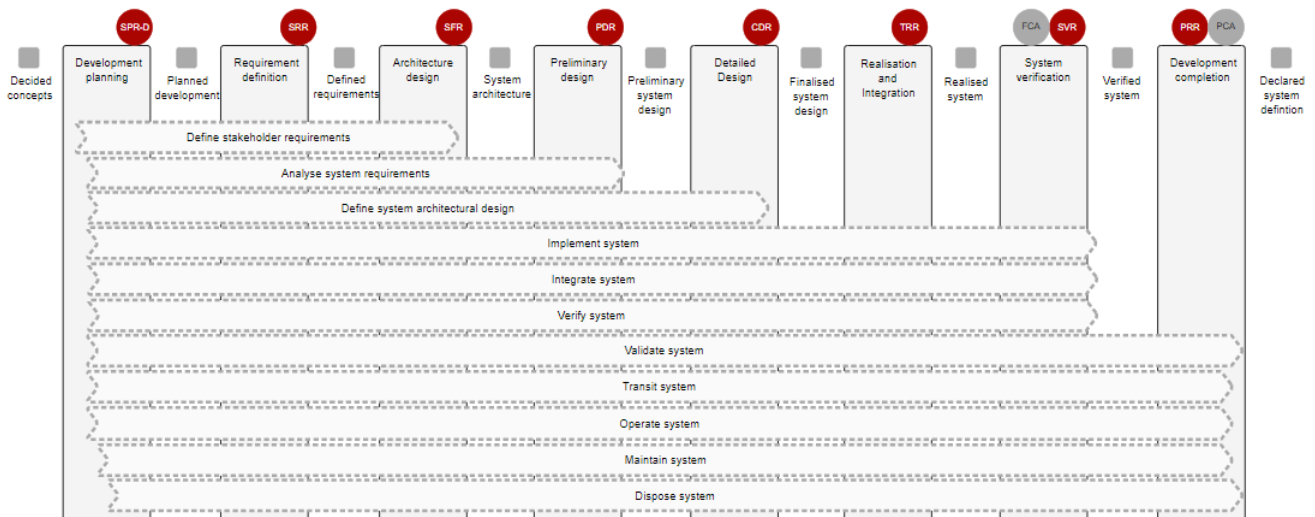 SPR-D
SRR
SFR
PDR
CDR
TRR
FCA
SVR
PRR
PCA
Decided
concepts
Development
planning
Planned
development
Requirement
definition
Defined
requirements
Architecture
design
System
architecture
Preliminary
design
Preliminary
system
design
Detailed
Design
Finalised
system
design
Realisation
and
Integration
Realised
system
System
verification
Verified
system
Development
completion
Declared
system
defintion
Define stakeholder requirements
Analyse system requirements
Define system architectural design
Implement system
Integrate system
Verify system
Validate system
Transit system
Operate system
Maintain system
Dispose system